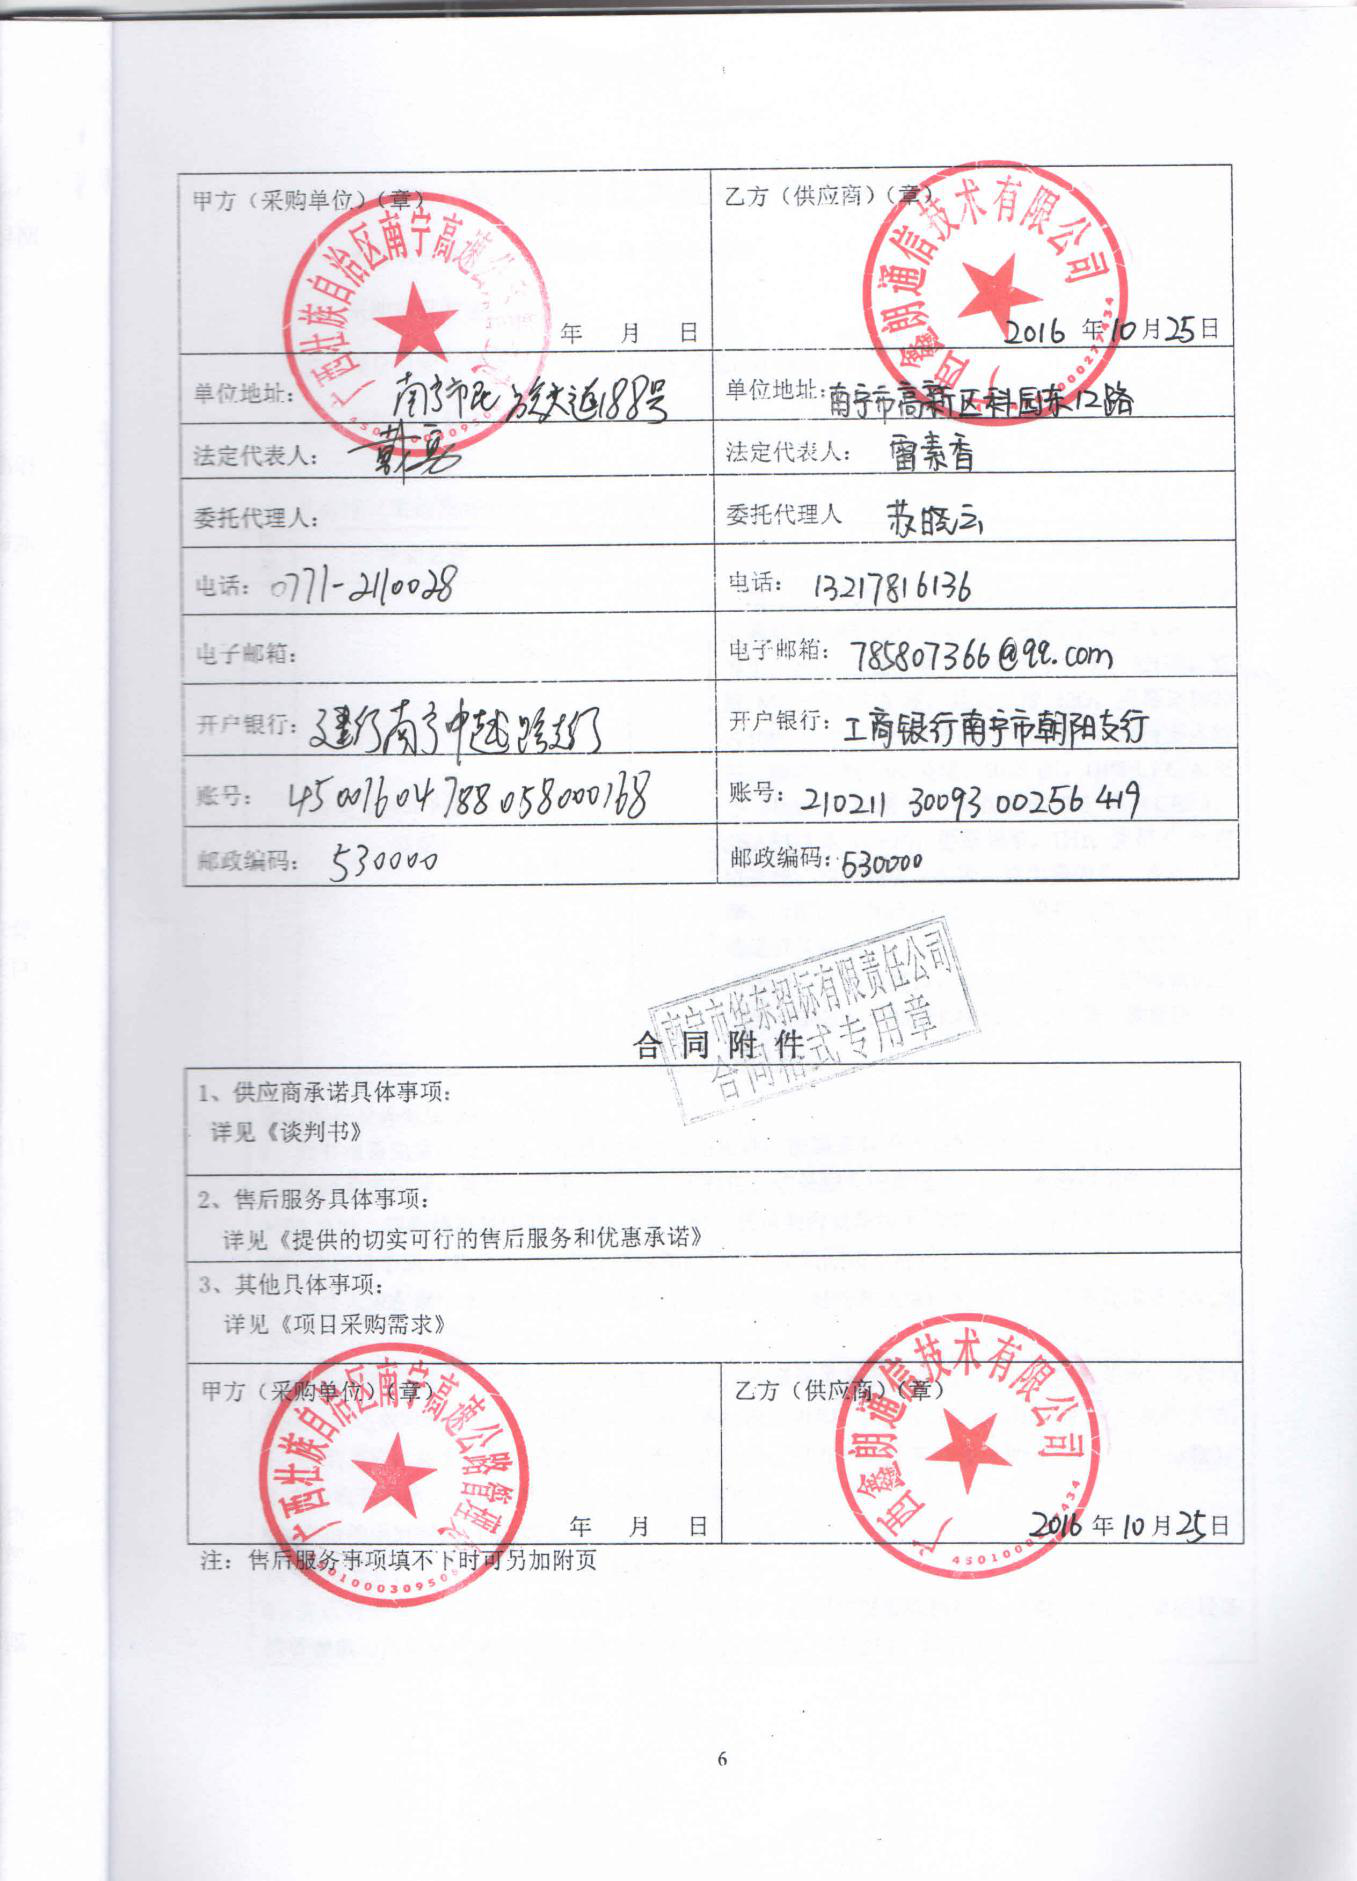 甲方（采购单位）（章）
广西壮族自治区南宁高速公
年 月 日
乙方（供应商）（章）
广西鑫朗通信技术有限公司
2016 年10月25日
单位地址： 南宁市民族大道188号
单位地址：南宁市高新区科园东12路
法定代表人： 戴亮
法定代表人： 雷素香
委托代理人：
委托代理人 苏晓云
电话：0771-2110028
电话： 13217816136
电子邮箱：
电子邮箱： 785807366@qq.com
开户银行：建行南宁中越路支行
开户银行：工商银行南宁市朝阳支行
账号： 45001604788058000168
账号：2102113009300256419
邮政编码： 530000
邮政编码：530000
南宁市华东招标有限责任公司
合同格式专用章
合 同 附 件
1、供应商承诺具体事项：
详见《谈判书》
2、售后服务具体事项：
详见《提供的切实可行的售后服务和优惠承诺》
3、其他具体事项：
详见《项目采购需求》
甲方（采购单位）（章）
广西壮族自治区南宁高速公路管理处
年 月 日
乙方（供应商）（章）
广西鑫朗通信技术有限公司
2016 年10月25日
注：售后服务事项填不下时可另加附页
6